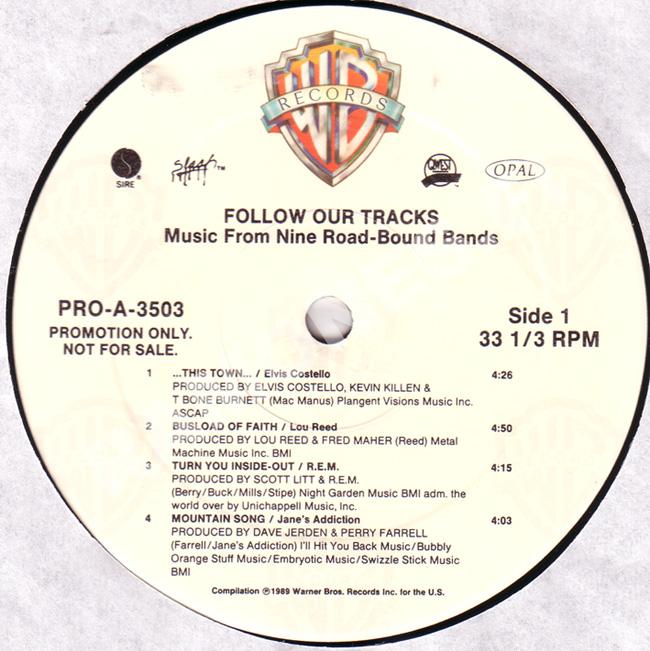 WB
RECORDS
SIRE ® slash ™ QWEST OPAL
FOLLOW OUR TRACKS
Music From Nine Road-Bound Bands
PRO-A-3503
PROMOTION ONLY.
NOT FOR SALE.
Side 1
33 1/3 RPM
1 ...THIS TOWN... / Elvis Costello 4:26
PRODUCED BY ELVIS COSTELLO, KEVIN KILLEN &
T BONE BURNETT (Mac Manus) Plangent Visions Music Inc.
ASCAP
2 BUSLOAD OF FAITH / Lou Reed 4:50
PRODUCED BY LOU REED & FRED MAHER (Reed) Metal
Machine Music Inc. BMI
3 TURN YOU INSIDE-OUT / R.E.M. 4:15
PRODUCED BY SCOTT LITT & R.E.M.
(Berry/Buck/Mills/Stipe) Night Garden Music BMI adm. the
world over by Unichappell Music, Inc.
4 MOUNTAIN SONG / Jane's Addiction 4:03
PRODUCED BY DAVE JERDEN & PERRY FARRELL
(Farrell/Jane's Addiction) I'll Hit You Back Music/Bubbly
Orange Stuff Music/Embryotic Music/Swizzle Stick Music
BMI
Compilation ℗1989 Warner Bros. Records Inc. for the U.S.